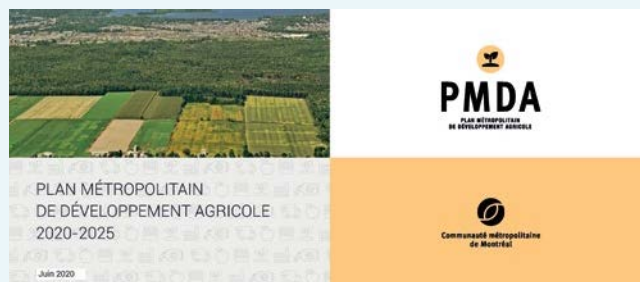 PLAN MÉTROPOLITAIN
DE DÉVELOPPEMENT AGRICOLE
2020-2025
Juin 2020
PMDA
PLAN MÉTROPOLITAIN
DE DÉVELOPPEMENT AGRICOLE
Communauté métropolitaine
de Montréal